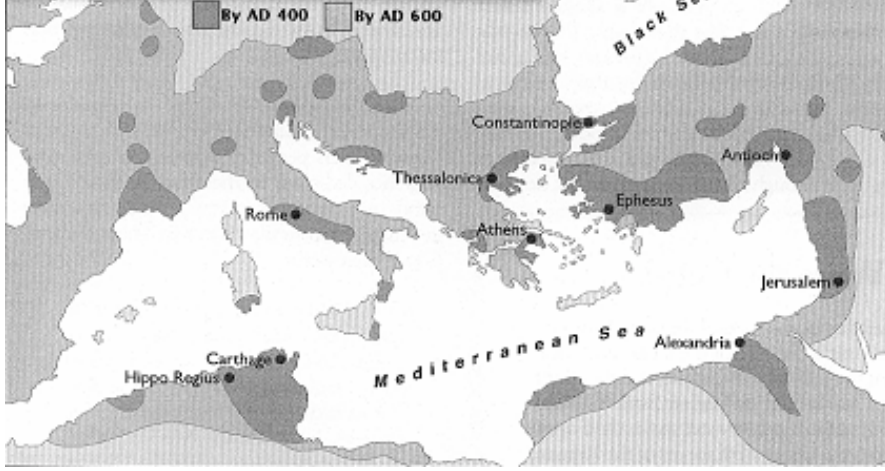 By AD 400
By AD 600
Black
Constantinople
Antioch
Thessalonica
Ephesus
Rome
Athens
Jerusalem
Mediterranean Sea
Alexandria
Carthage
Hippo Regius